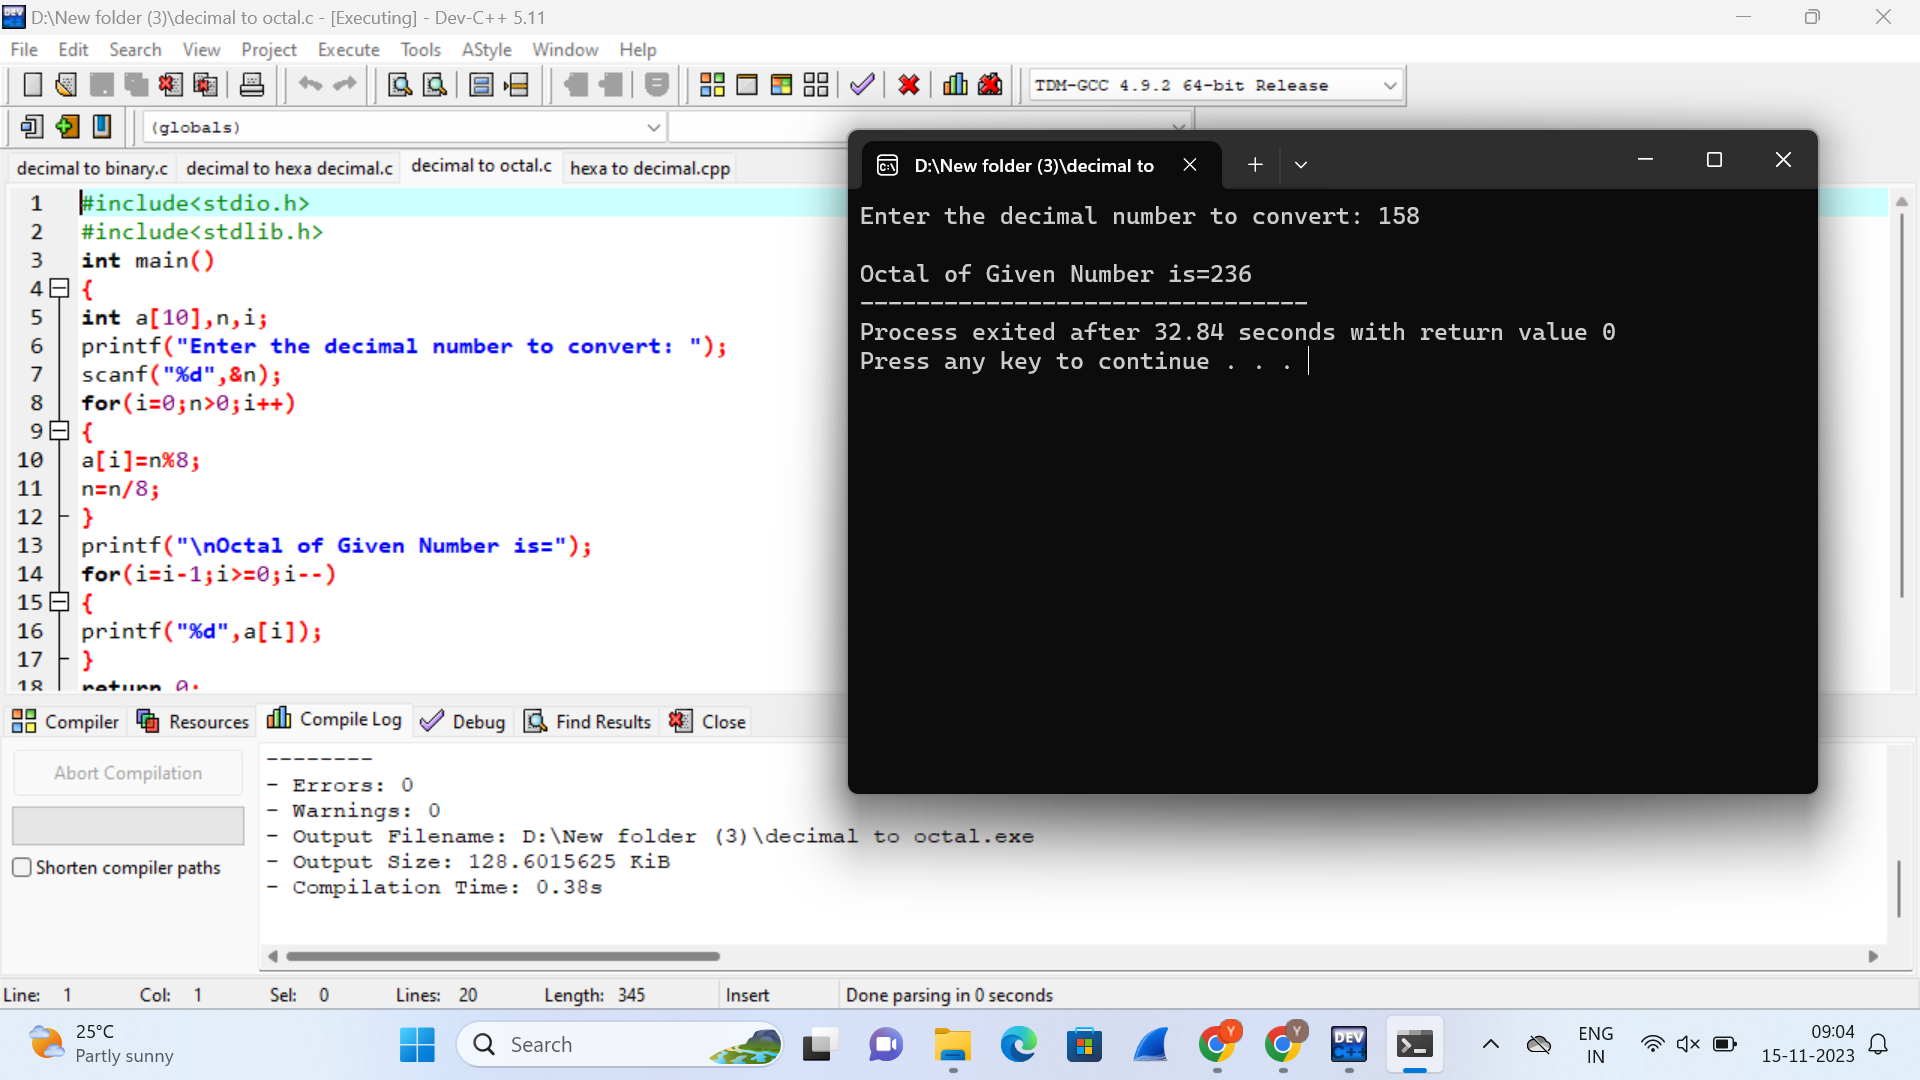 D:\New folder (3)\decimal to octal.c - [Executing] - Dev-C++ 5.11
File Edit Search View Project Execute Tools AStyle Window Help
TDM-GCC 4.9.2 64-bit Release
(globals)
decimal to binary.c decimal to hexa decimal.c decimal to octal.c hexa to decimal.cpp
1 #include<stdio.h>
2 #include<stdlib.h>
3 int main()
4 {
5 int a[10],n,i;
6 printf("Enter the decimal number to convert: ");
7 scanf("%d",&n);
8 for(i=0;n>0;i++)
9 {
10 a[i]=n%8;
11 n=n/8;
12 }
13 printf("\nOctal of Given Number is=");
14 for(i=i-1;i>=0;i--)
15 {
16 printf("%d",a[i]);
17 }
18 return 0;
D:\New folder (3)\decimal to
Enter the decimal number to convert: 158
Octal of Given Number is=236
--------------------------------
Process exited after 32.84 seconds with return value 0
Press any key to continue . . .
Compiler Resources Compile Log Debug Find Results Close
Abort Compilation
Shorten compiler paths
--------
- Errors: 0
- Warnings: 0
- Output Filename: D:\New folder (3)\decimal to octal.exe
- Output Size: 128.6015625 KiB
- Compilation Time: 0.38s
Line: 1 Col: 1 Sel: 0 Lines: 20 Length: 345 Insert Done parsing in 0 seconds
25°C
Partly sunny
Search
Y
Y
DEV
C++
ENG
IN
09:04
15-11-2023